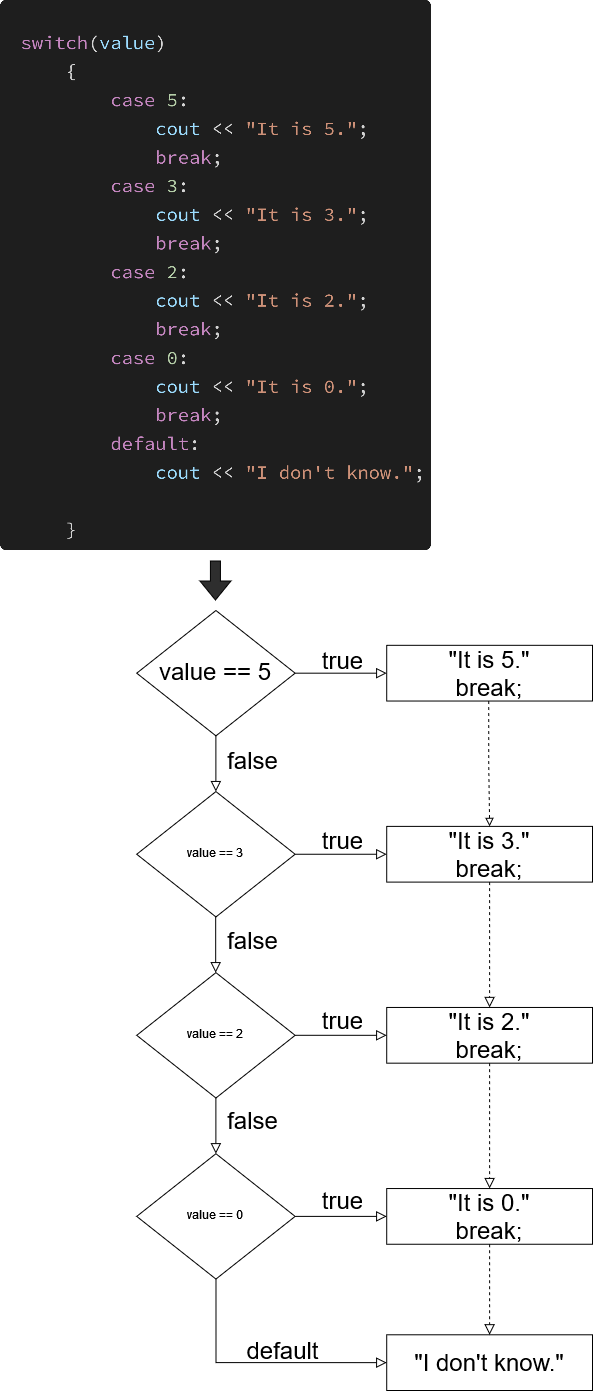 switch(value)
{
case 5:
cout << "It is 5.";
break;
case 3:
cout << "It is 3.";
break;
case 2:
cout << "It is 2.";
break;
case 0:
cout << "It is 0.";
break;
default:
cout << "I don't know.";
}
value == 5
true
"It is 5."
break;
false
value == 3
true
"It is 3."
break;
false
value == 2
true
"It is 2."
break;
false
value == 0
true
"It is 0."
break;
default
"I don't know."